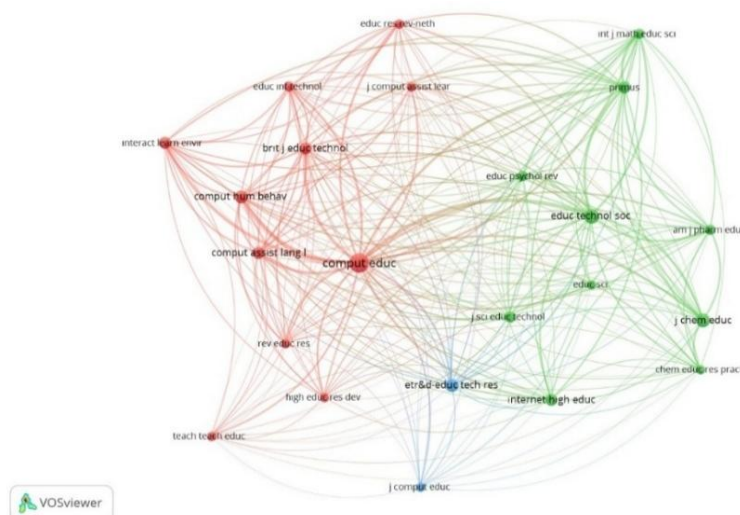 educ res rev-neth
int j math educ sci
educ inf technol
j comput assist lear
primus
interact learn envir
brit j educ technol
educ psychol rev
comput hum behav
educ technol soc
am j pharm educ
comput assist lang l
comput educ
educ sci
j sci educ technol
j chem educ
rev educ res
chem educ res prac
etr&d-educ tech res
high educ res dev
internet high educ
teach teach educ
j comput educ
VOSviewer